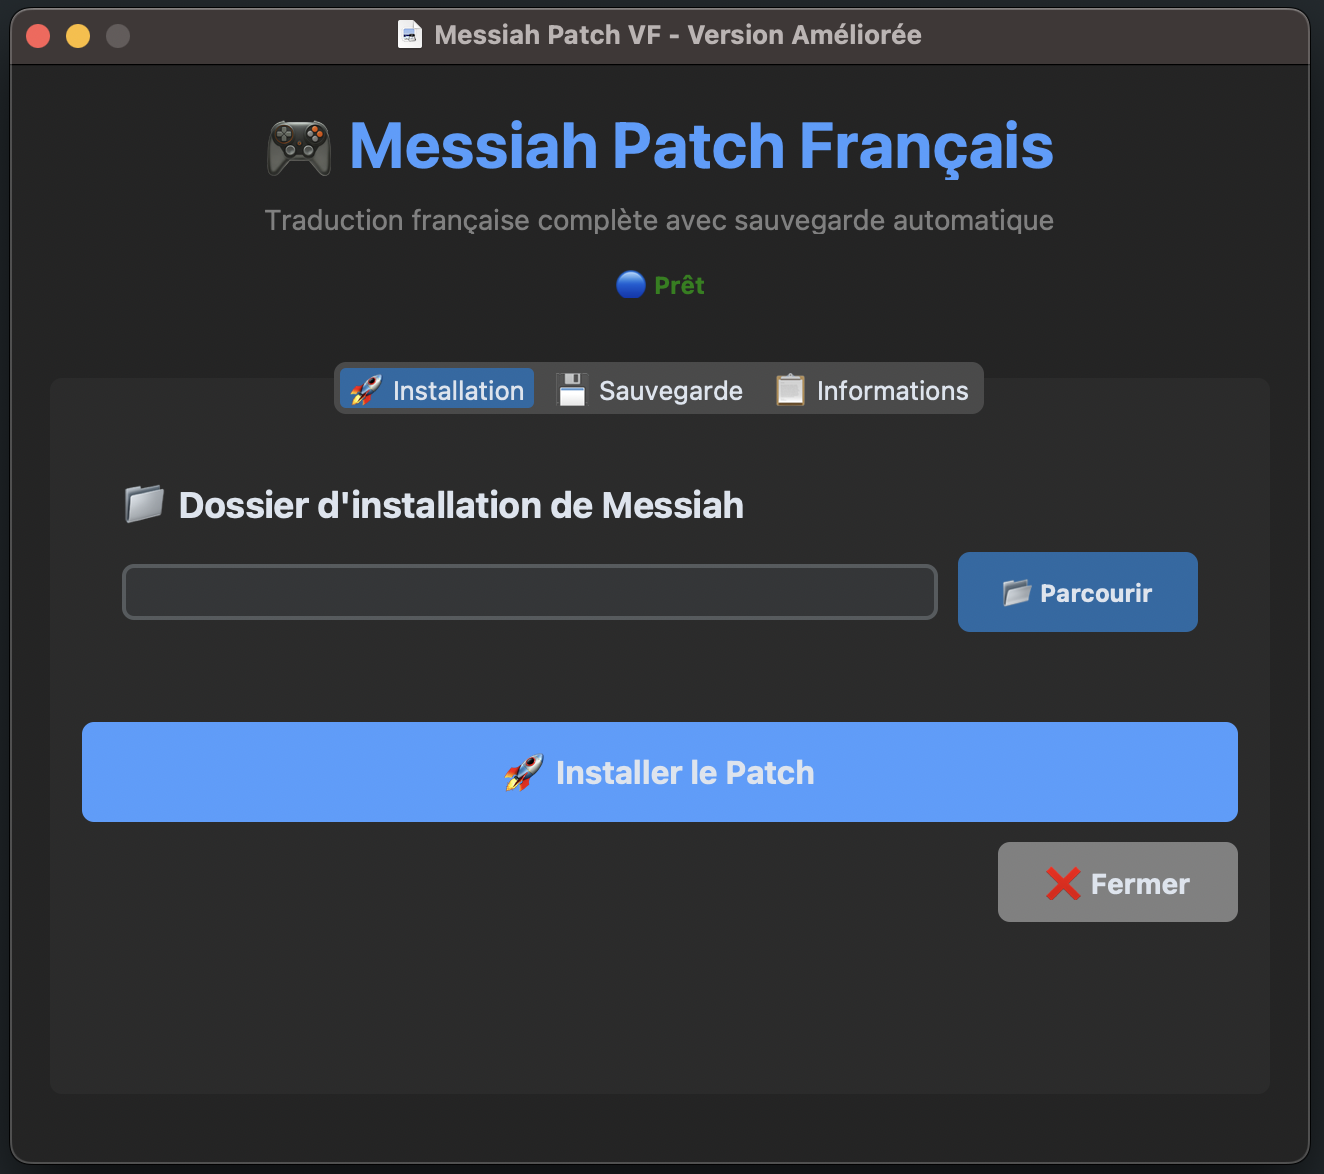 Messiah Patch VF - Version Améliorée
Messiah Patch Français
Traduction française complète avec sauvegarde automatique
Prêt
Installation Sauvegarde Informations
Dossier d'installation de Messiah
Parcourir
Installer le Patch
Fermer